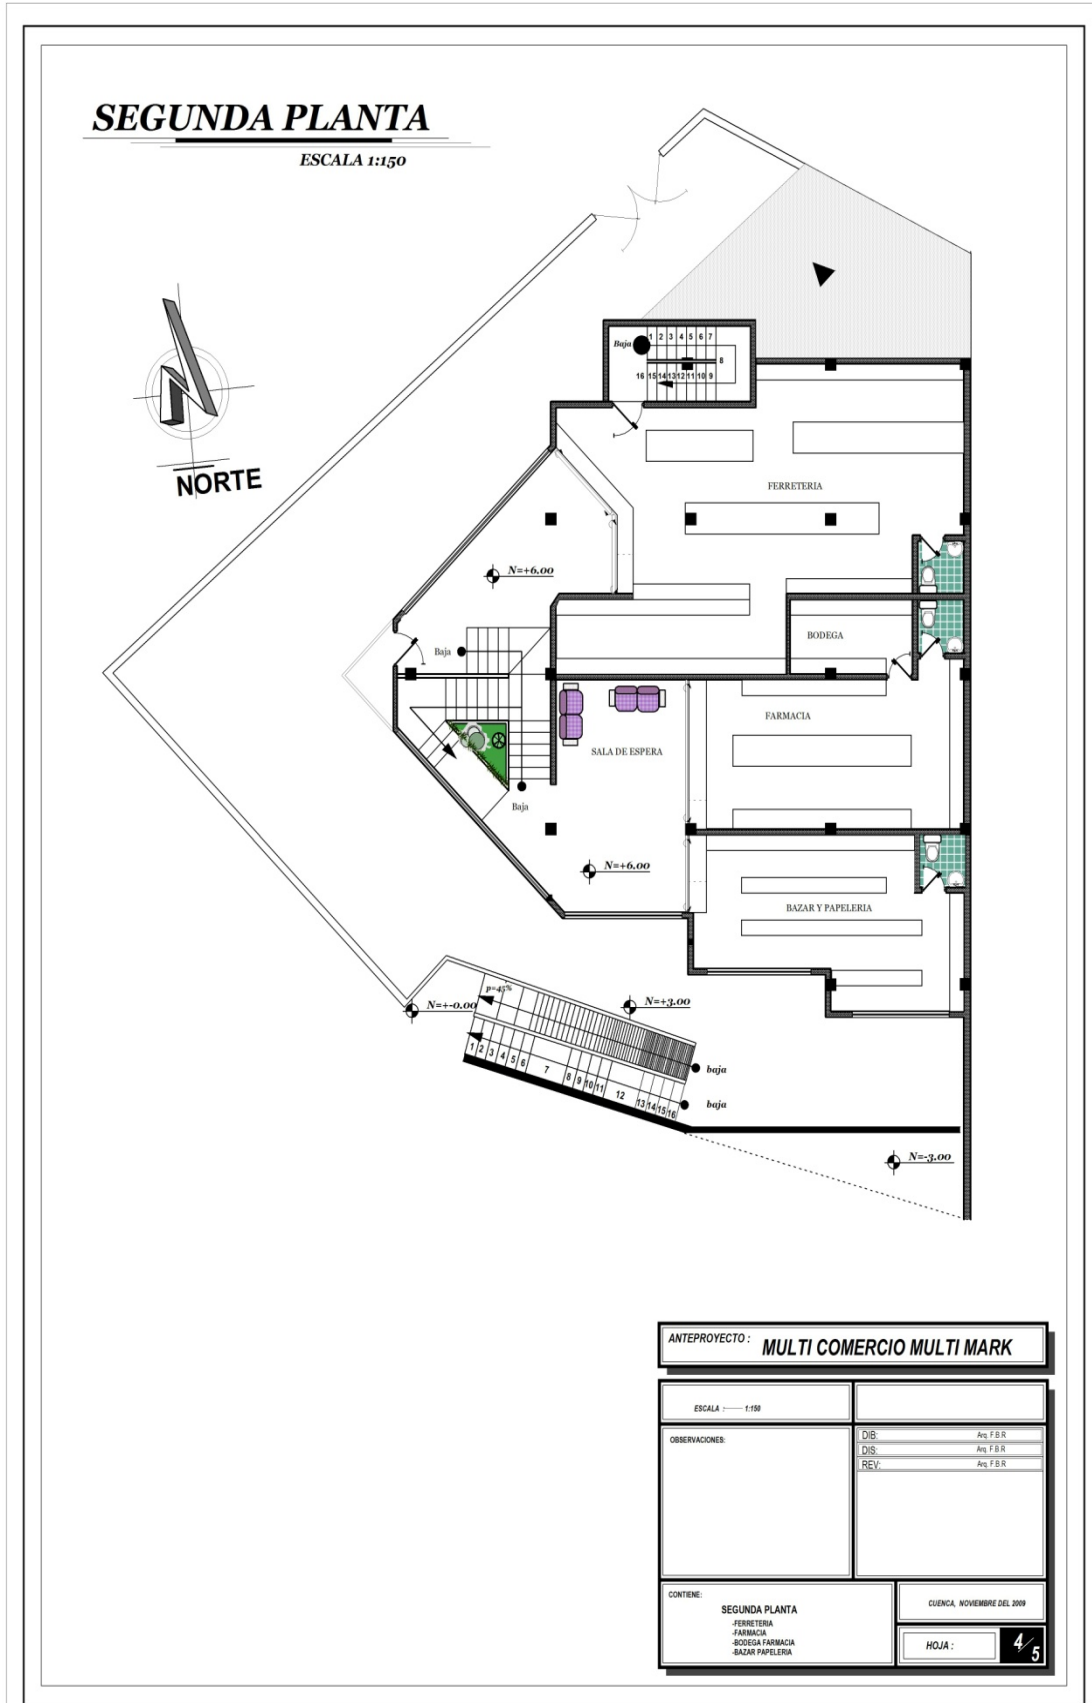 SEGUNDA PLANTA
ESCALA 1:150
NORTE
Baja
1 2 3 4 5 6 7
8
16 15 14 13 12 11 10 9
FERRETERIA
N=+6.00
Baja
BODEGA
FARMACIA
SALA DE ESPERA
Baja
N=+6.00
BAZAR Y PAPELERIA
p=45%
N=+-0.00
N=+3.00
baja
1 2 3 4 5 6 7 8 9 10 11 12 13 14 15 16
baja
N=-3.00
ANTEPROYECTO : MULTI COMERCIO MULTI MARK
ESCALA : 1:150
OBSERVACIONES:
DIB: Arq. F.B.R
DIS: Arq. F.B.R
REV: Arq. F.B.R
CONTIENE:
SEGUNDA PLANTA
-FERRETERIA
-FARMACIA
-BODEGA FARMACIA
-BAZAR PAPELERIA
CUENCA, NOVIEMBRE DEL 2009
HOJA : 4/5